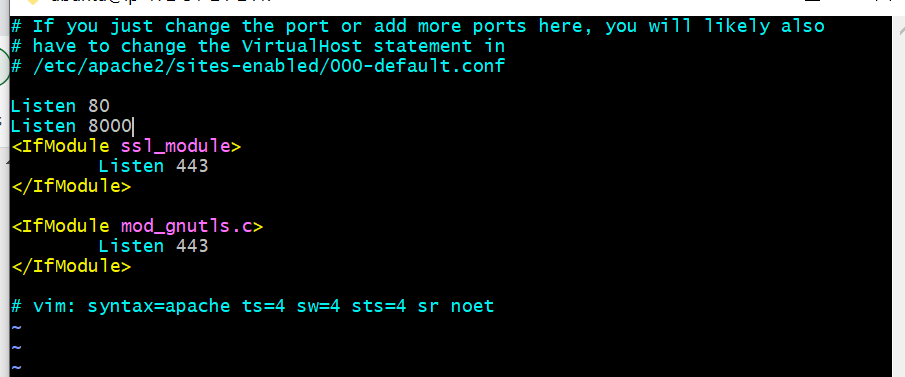 # If you just change the port or add more ports here, you will likely also
# have to change the VirtualHost statement in
# /etc/apache2/sites-enabled/000-default.conf
Listen 80
Listen 8000
<IfModule ssl_module>
        Listen 443
</IfModule>
<IfModule mod_gnutls.c>
        Listen 443
</IfModule>
# vim: syntax=apache ts=4 sw=4 sts=4 sr noet
~
~
~